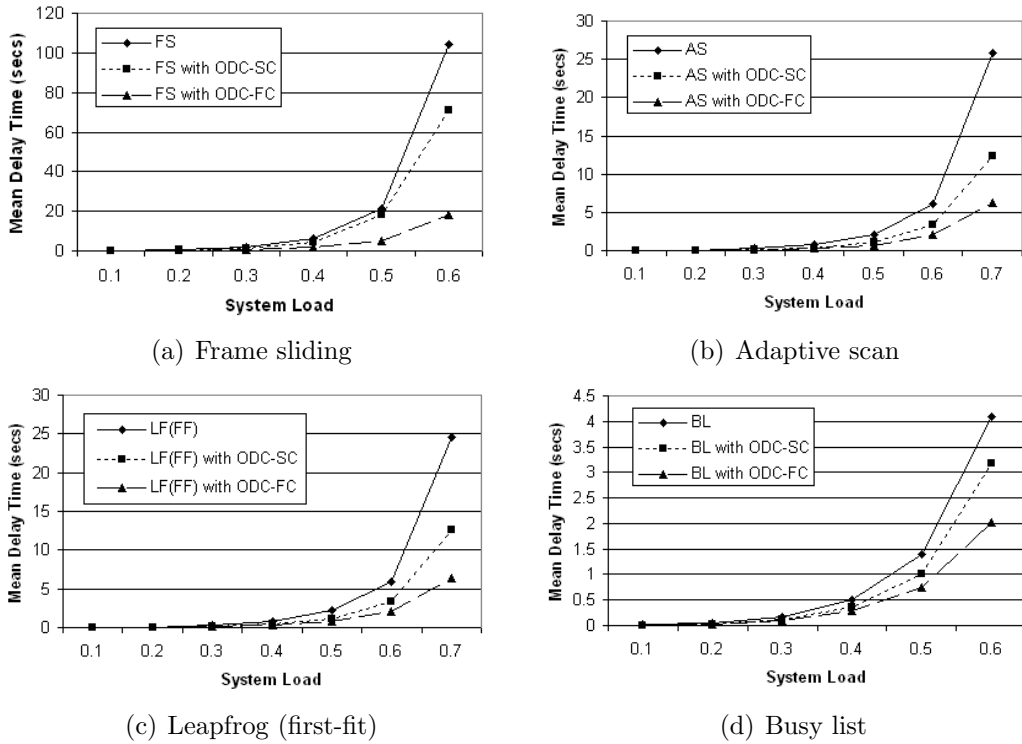 Mean Delay Time (secs)
120
100
80
60
40
20
0
FS
FS with ODC-SC
FS with ODC-FC
0.1 0.2 0.3 0.4 0.5 0.6
System Load
(a) Frame sliding
Mean Delay Time (secs)
30
25
20
15
10
5
0
AS
AS with ODC-SC
AS with ODC-FC
0.1 0.2 0.3 0.4 0.5 0.6 0.7
System Load
(b) Adaptive scan
Mean Delay Time (secs)
30
25
20
15
10
5
0
LF(FF)
LF(FF) with ODC-SC
LF(FF) with ODC-FC
0.1 0.2 0.3 0.4 0.5 0.6 0.7
System Load
(c) Leapfrog (first-fit)
Mean Delay Time (secs)
4.5
4
3.5
3
2.5
2
1.5
1
0.5
0
BL
BL with ODC-SC
BL with ODC-FC
0.1 0.2 0.3 0.4 0.5 0.6
System Load
(d) Busy list